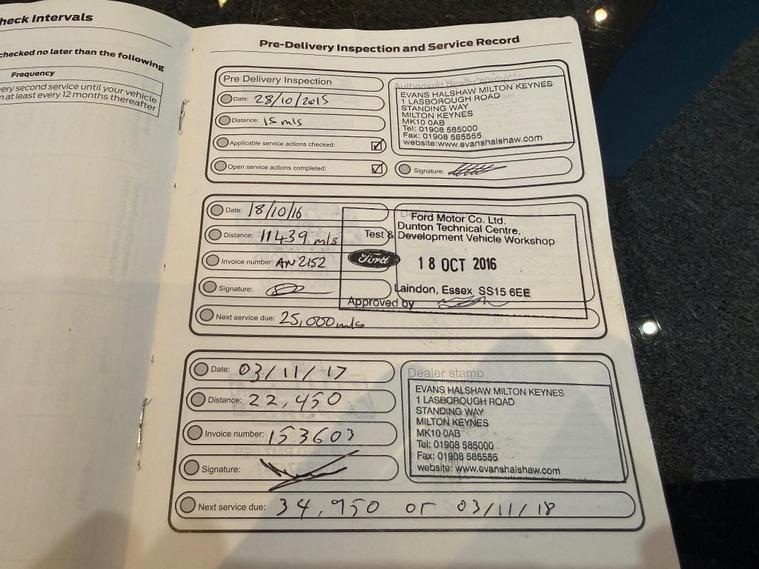 heck Intervals
checked no later than the following
Frequency
very second service until your vehicle
n at least every 12 months thereafter
Pre-Delivery Inspection and Service Record
Pre Delivery Inspection
Date: 28/10/2015
Distance: 15 mls
Applicable service actions checked:
Open service actions completed:
EVANS HALSHAW MILTON KEYNES
1 LASBOROUGH ROAD
STANDING WAY
MILTON KEYNES
MK10 0AB
Tel: 01908 585000
Fax: 01908 585555
website:www.evanshalshaw.com
Signature:
Date: 18/10/16
Distance: 11439 mls
Invoice number: AN2152
Signature:
Next service due: 25,000 mls
Ford Motor Co. Ltd.
Dunton Technical Centre,
Test & Development Vehicle Workshop
Ford
18 OCT 2016
Laindon, Essex SS15 6EE
Approved by
Date: 03/11/17
Distance: 22,450
Invoice number: 153603
Signature:
Dealer stamp
EVANS HALSHAW MILTON KEYNES
1 LASBOROUGH ROAD
STANDING WAY
MILTON KEYNES
MK10 0AB
Tel: 01908 585000
Fax: 01908 585555
website: www.evanshalshaw.com
Next service due: 34,950 or 03/11/18